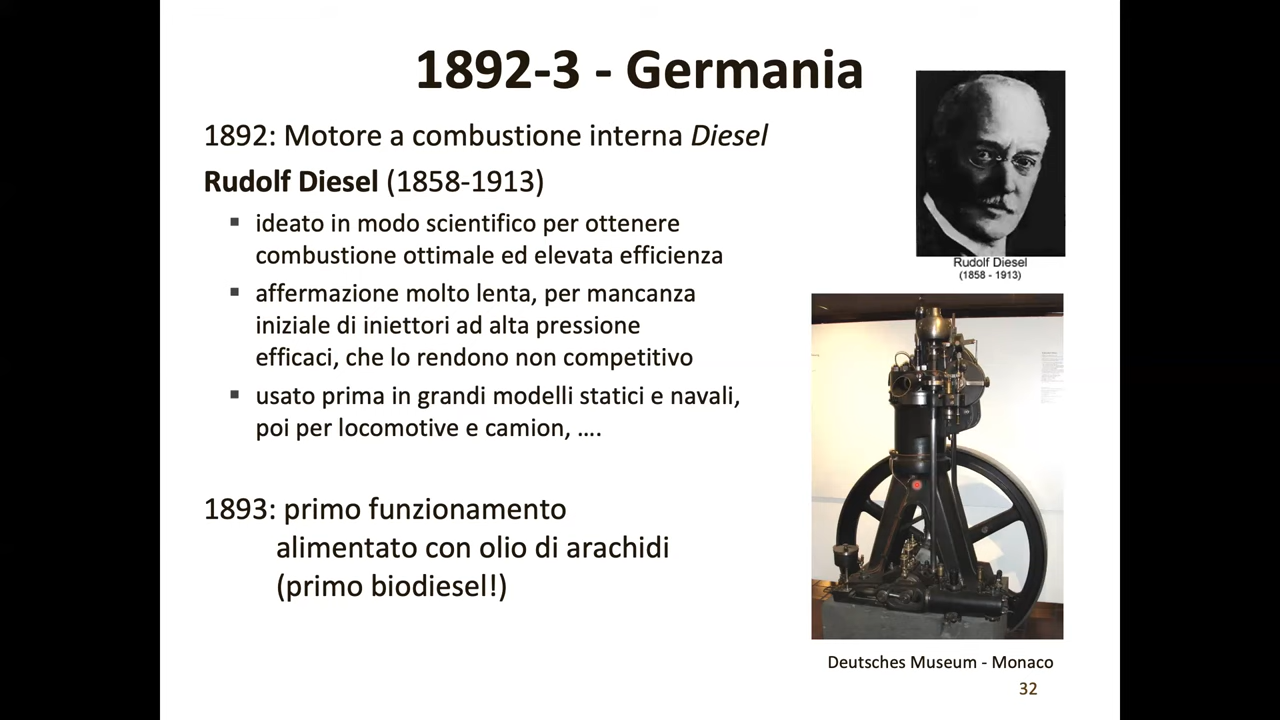 1892-3 - Germania
1892: Motore a combustione interna Diesel
Rudolf Diesel (1858-1913)
▪ ideato in modo scientifico per ottenere
combustione ottimale ed elevata efficienza
▪ affermazione molto lenta, per mancanza
iniziale di iniettori ad alta pressione
efficaci, che lo rendono non competitivo
▪ usato prima in grandi modelli statici e navali,
poi per locomotive e camion, ....
1893: primo funzionamento
alimentato con olio di arachidi
(primo biodiesel!)
Rudolf Diesel
(1858 - 1913)
Deutsches Museum - Monaco
32